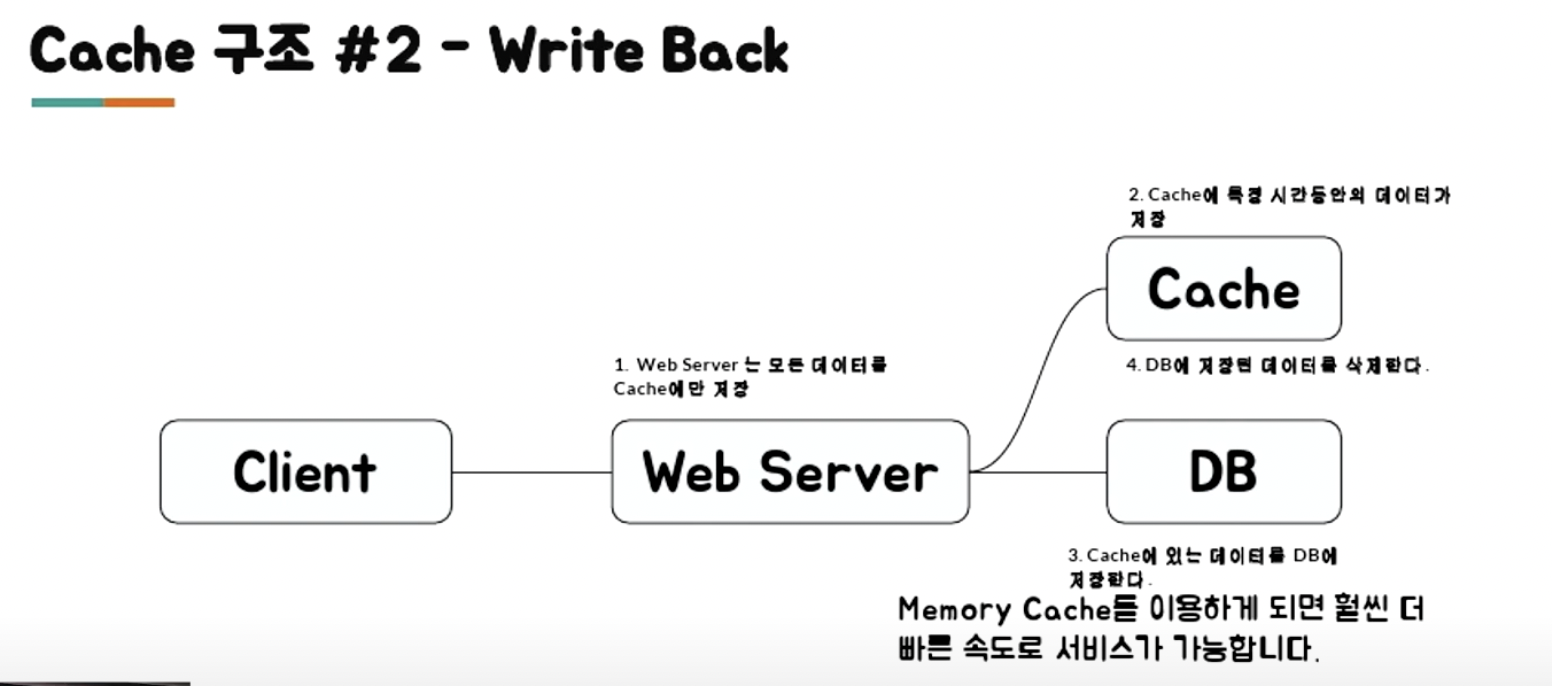 Cache 구조 #2 - Write Back
2. Cache에 특정 시간동안의 데이터가
저장
Cache
1. Web Server 는 모든 데이터를
Cache에만 저장
4. DB에 저장된 데이터를 삭제한다.
Client
Web Server
DB
3. Cache에 있는 데이터를 DB에
저장한다.
Memory Cache를 이용하게 되면 훨씬 더
빠른 속도로 서비스가 가능합니다.